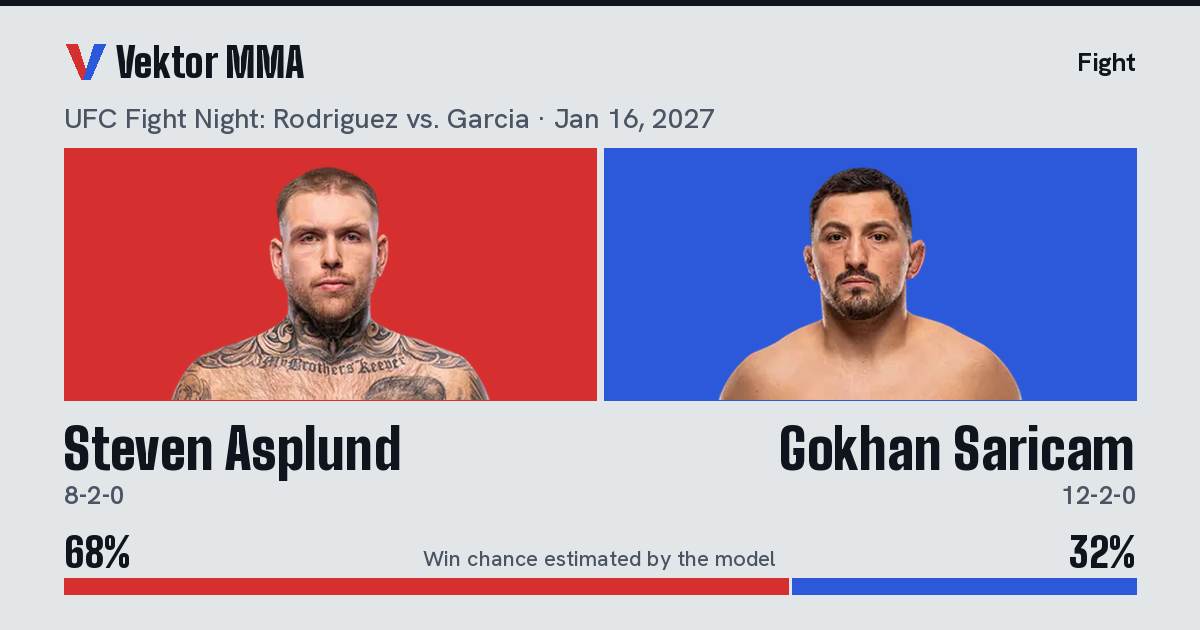 Vektor MMA
Fight
UFC Fight Night: Rodriguez vs. Garcia · Jan 16, 2027
My Brothers Keeper
Steven Asplund
Gokhan Saricam
8-2-0
12-2-0
68%
Win chance estimated by the model
32%